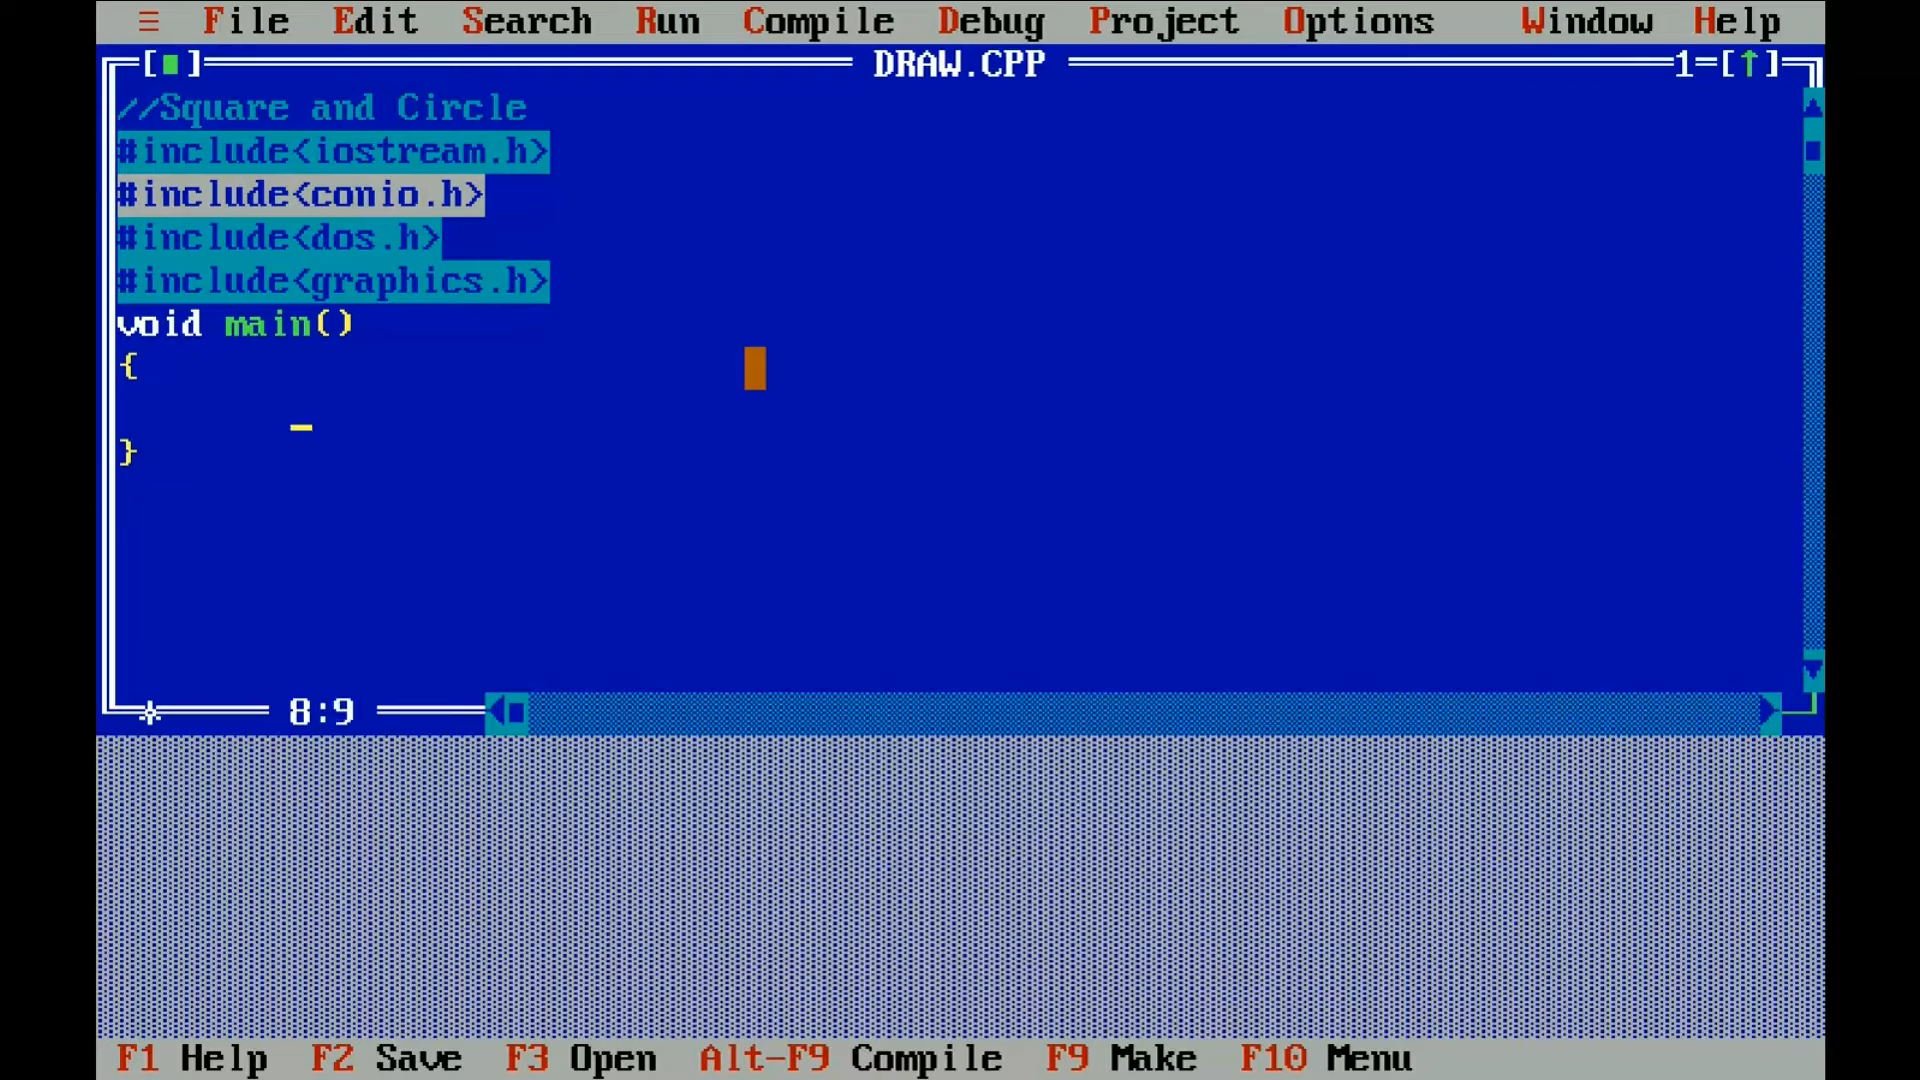 ≡ File Edit Search Run Compile Debug Project Options Window Help
[■] DRAW.CPP 1=[↑]
//Square and Circle
#include<iostream.h>
#include<conio.h>
#include<dos.h>
#include<graphics.h>
void main()
{
}
* 8:9
F1 Help F2 Save F3 Open Alt-F9 Compile F9 Make F10 Menu